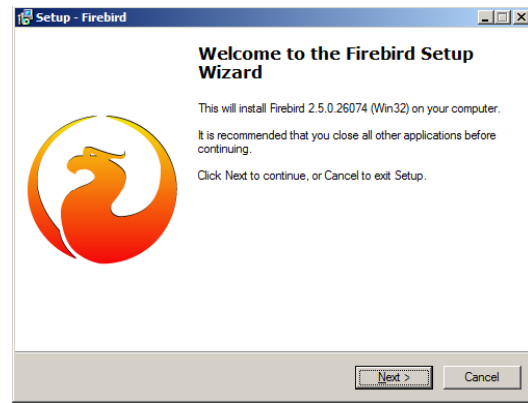 Setup - Firebird
Welcome to the Firebird Setup
Wizard
This will install Firebird 2.5.0.26074 (Win32) on your computer.
It is recommended that you close all other applications before
continuing.
Click Next to continue, or Cancel to exit Setup.
Next >
Cancel